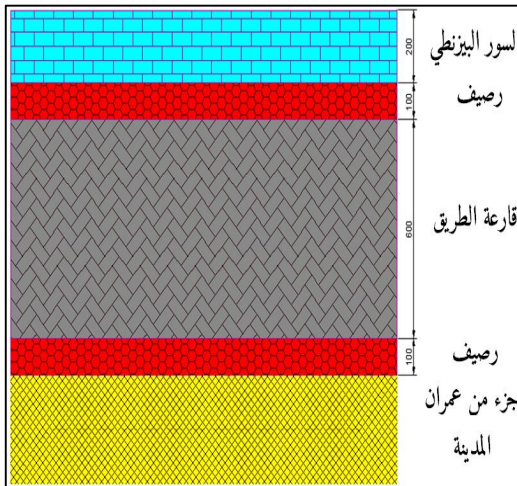 لسور البيزنطي
200
رصيف
100
قارعة الطريق
600
رصيف
100
جزء من عمران
المدينة